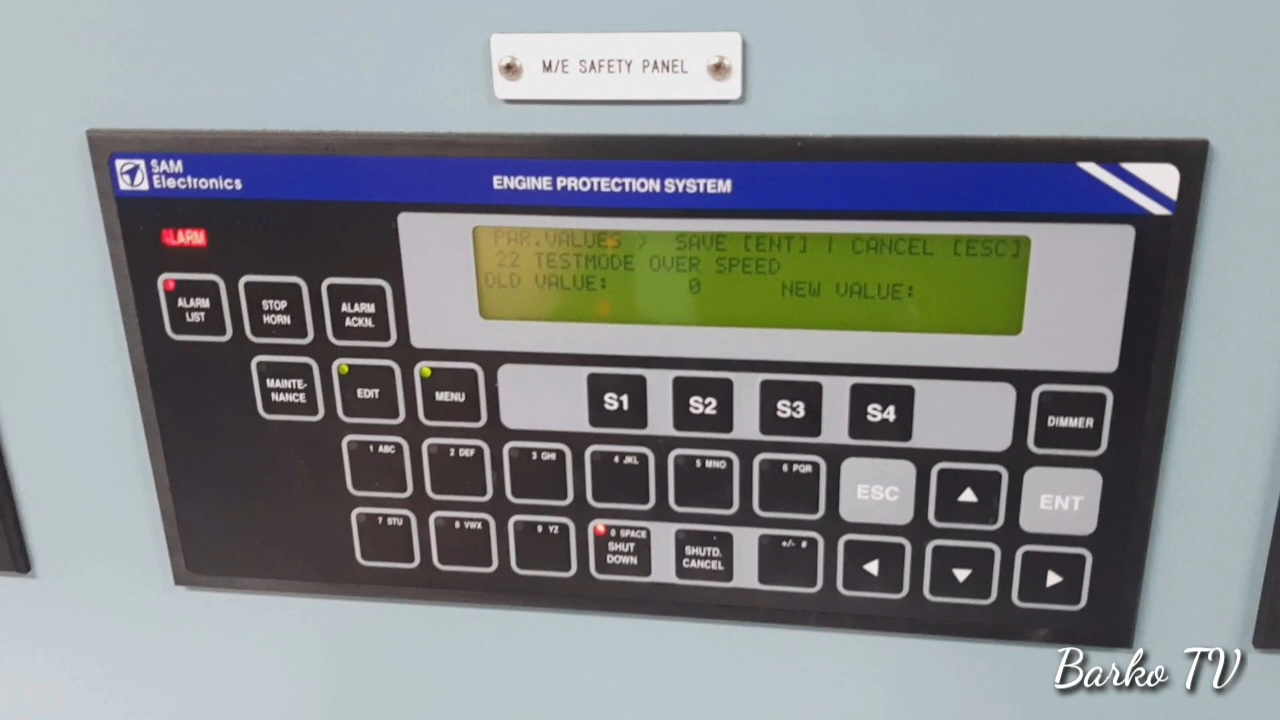 M/E SAFETY PANEL
SAM
Electronics
ENGINE PROTECTION SYSTEM
ALARM
PAR.VALUES > SAVE [ENT] | CANCEL [ESC]
22 TESTMODE OVER SPEED
OLD VALUE: 0 NEW VALUE:
ALARM
LIST
STOP
HORN
ALARM
ACKN.
MAINTE-
NANCE
EDIT
MENU
S1
S2
S3
S4
DIMMER
1 ABC
2 DEF
3 GHI
4 JKL
5 MNO
6 PQR
ESC
▲
ENT
7 STU
8 VWX
9 YZ
0 SPACE
SHUT
DOWN
SHUTD.
CANCEL
+/- #
◀
▼
▶
Barko TV